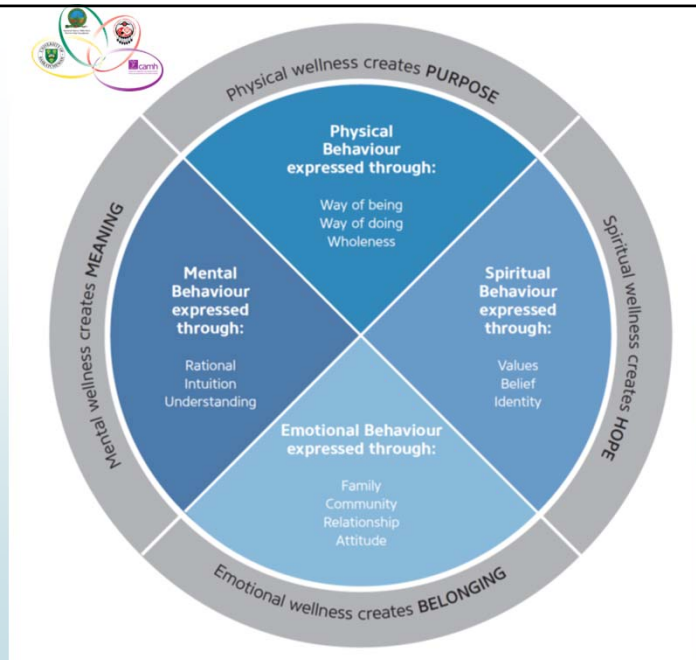 camh
Physical wellness creates PURPOSE
Physical
Behaviour
expressed through:
Way of being
Way of doing
Wholeness
Mental wellness creates MEANING
Mental
Behaviour
expressed
through:
Rational
Intuition
Understanding
Spiritual
Behaviour
expressed
through:
Values
Belief
Identity
Spiritual wellness creates HOPE
Emotional Behaviour
expressed through:
Family
Community
Relationship
Attitude
Emotional wellness creates BELONGING